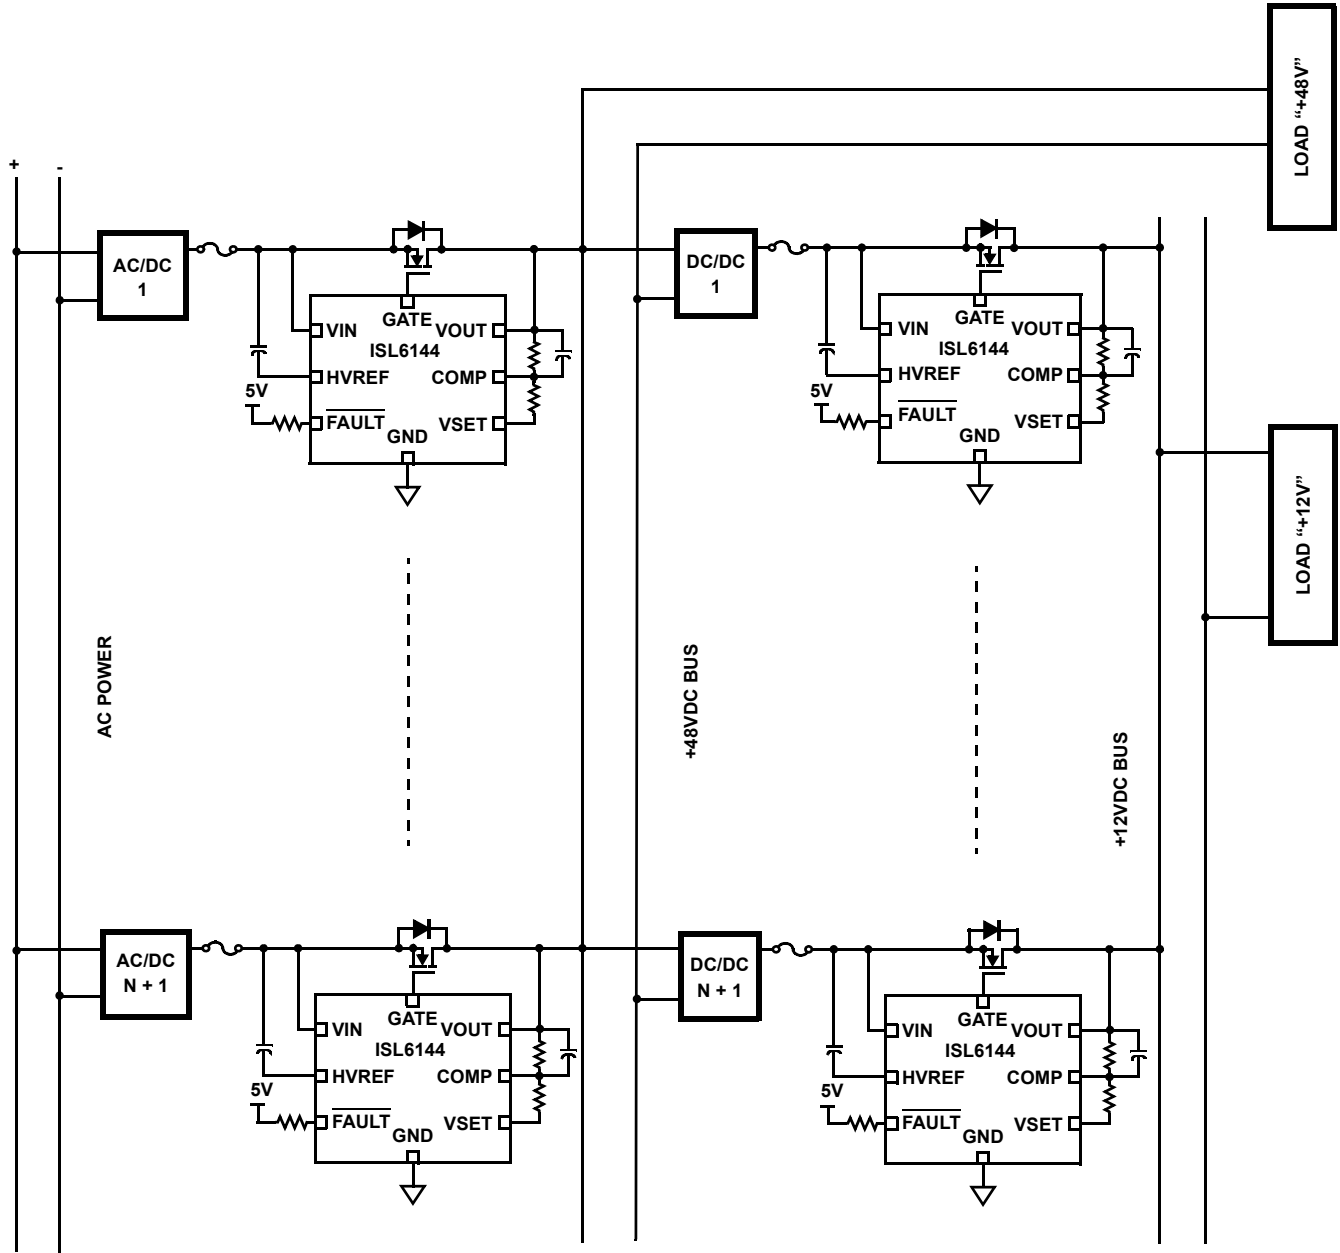 LOAD “+48V”
+
-
AC/DC
1
DC/DC
1
GATE
VIN
VOUT
ISL6144
HVREF
COMP
5V
FAULT
VSET
GND
GATE
VIN
VOUT
ISL6144
HVREF
COMP
5V
FAULT
VSET
GND
LOAD “+12V”
AC POWER
+48VDC BUS
+12VDC BUS
AC/DC
N + 1
DC/DC
N + 1
GATE
VIN
VOUT
ISL6144
HVREF
COMP
5V
FAULT
VSET
GND
GATE
VIN
VOUT
ISL6144
HVREF
COMP
5V
FAULT
VSET
GND